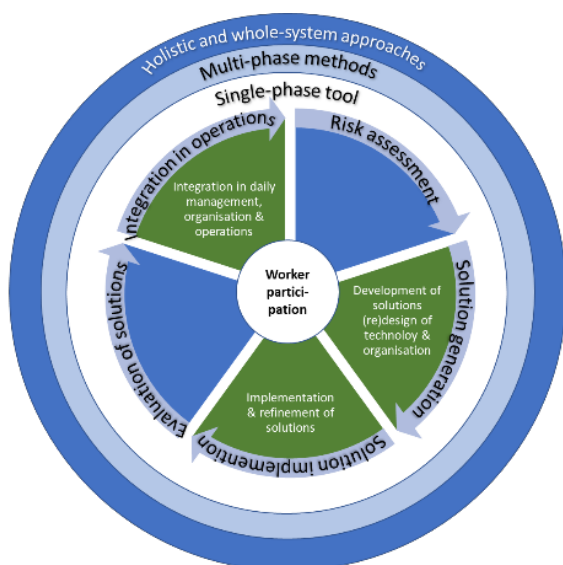 Holistic and whole-system approaches
Multi-phase methods
Single-phase tool
Integration in operations
Risk assessment
Integration in daily
management,
organisation &
operations
Worker
partici-
pation
Development of
solutions
(re)design of
technoloy &
organisation
Solution generation
Evaluation of solutions
Implementation
& refinement of
solutions
Solution implemention